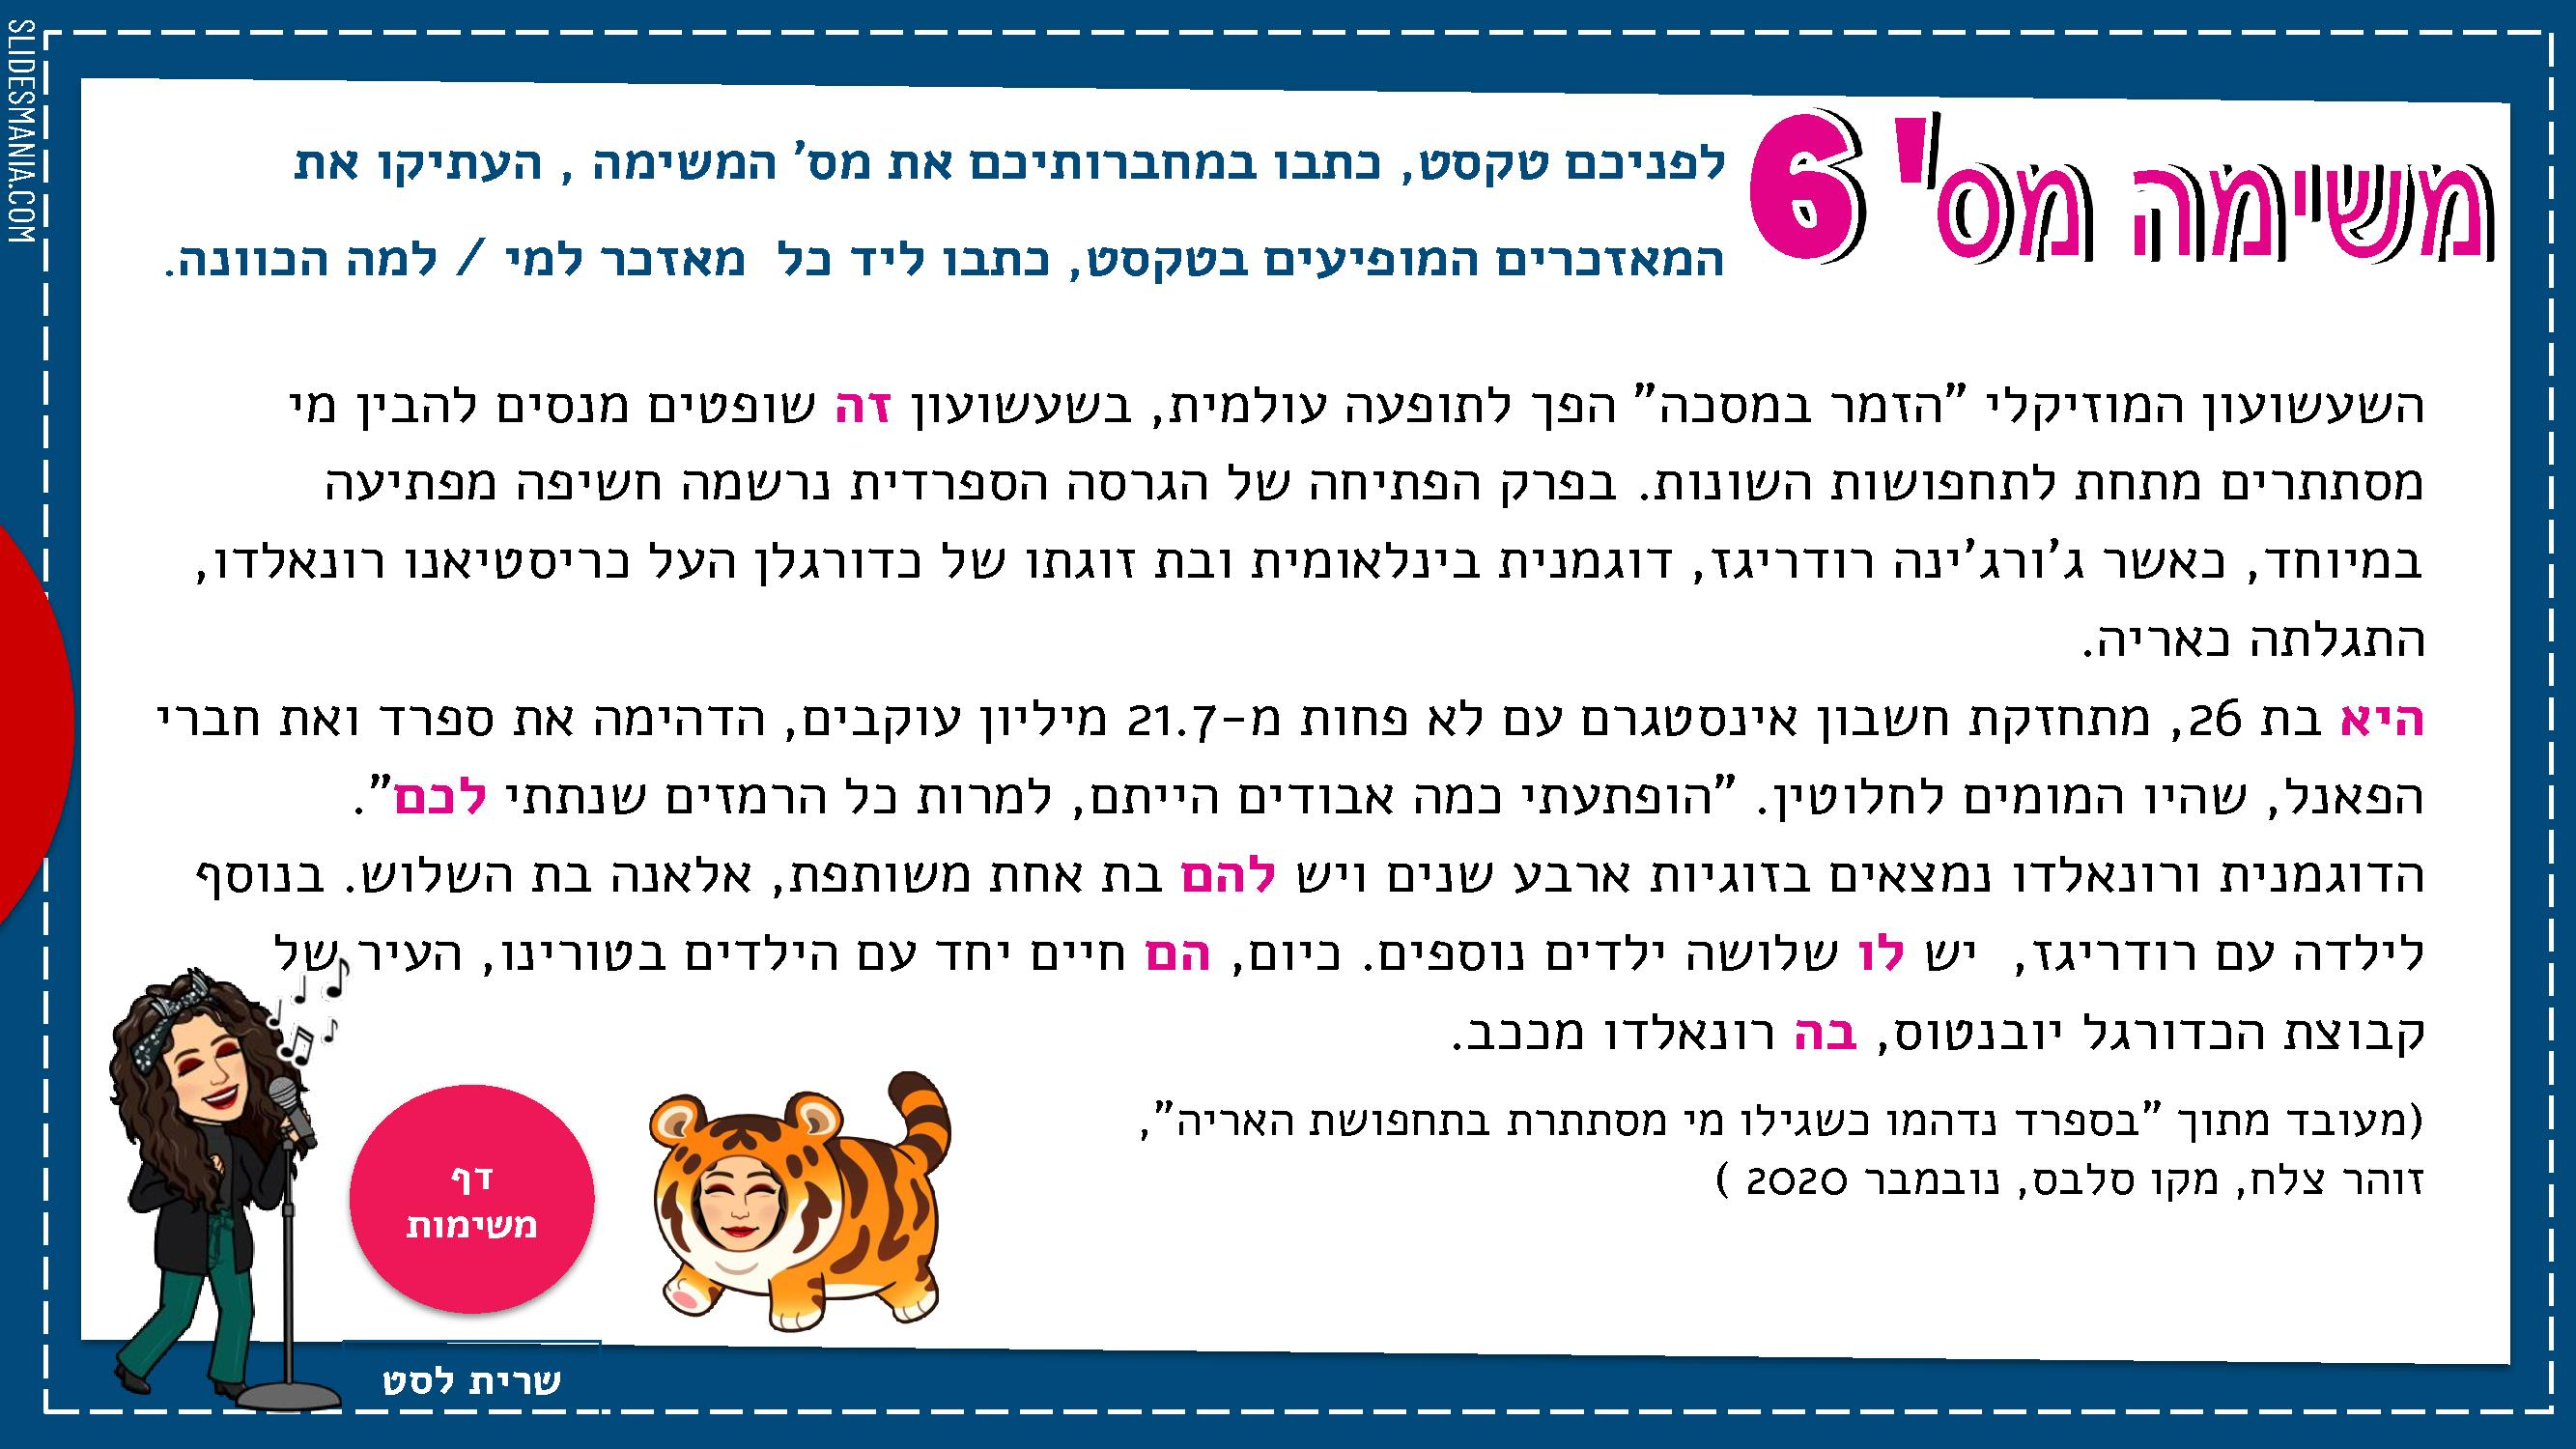 משימה מס' 6
לפניכם טקסט, כתבו במחברותיכם את מס' המשימה , העתיקו את
המאזכרים המופיעים בטקסט, כתבו ליד כל מאזכר למי / למה הכוונה.
השעשועון המוזיקלי "הזמר במסכה" הפך לתופעה עולמית, בשעשועון זה שופטים מנסים להבין מי
מסתתרים מתחת לתחפושות השונות. בפרק הפתיחה של הגרסה הספרדית נרשמה חשיפה מפתיעה
במיוחד, כאשר ג'ורג'ינה רודריגז, דוגמנית בינלאומית ובת זוגתו של כדורגלן העל כריסטיאנו רונאלדו,
התגלתה כאריה.
היא בת 26, מתחזקת חשבון אינסטגרם עם לא פחות מ-21.7 מיליון עוקבים, הדהימה את ספרד ואת חברי
הפאנל, שהיו המומים לחלוטין. "הופתעתי כמה אבודים הייתם, למרות כל הרמזים שנתתי לכם".
הדוגמנית ורונאלדו נמצאים בזוגיות ארבע שנים ויש להם בת אחת משותפת, אלאנה בת השלוש. בנוסף
לילדה עם רודריגז, יש לו שלושה ילדים נוספים. כיום, הם חיים יחד עם הילדים בטורינו, העיר של
קבוצת הכדורגל יובנטוס, בה רונאלדו מככב.
(מעובד מתוך "בספרד נדהמו כשגילו מי מסתתרת בתחפושת האריה",
זוהר צלח, מקו סלבס, נובמבר 2020 )
דף
משימות
שרית לסט
SLIDESMANIA.COM